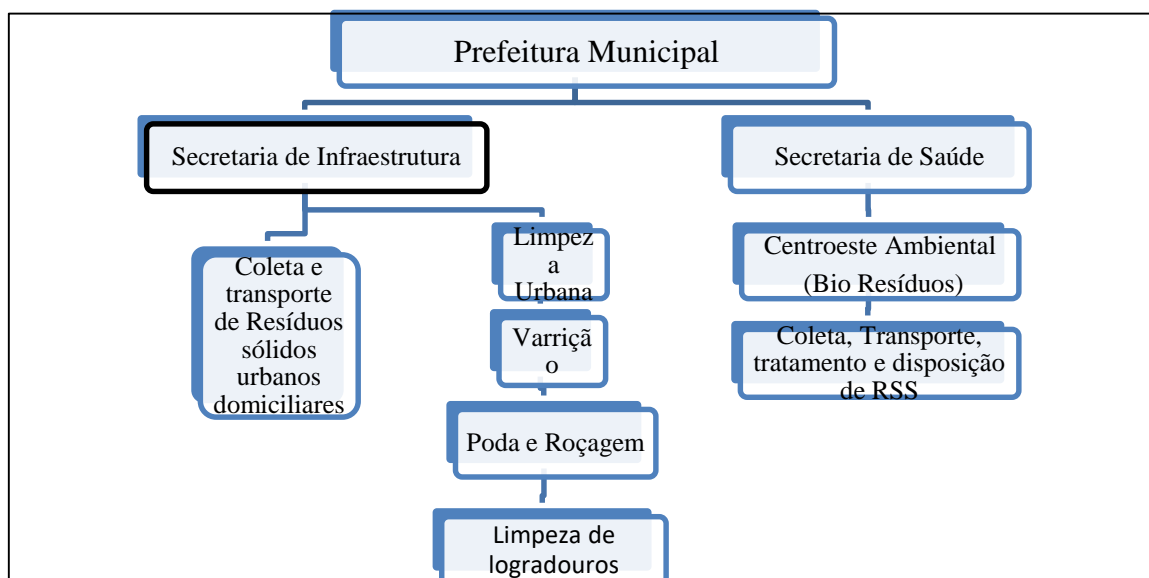 Prefeitura Municipal
Secretaria de Infraestrutura
Secretaria de Saúde
Coleta e
transporte
de Resíduos
sólidos
urbanos
domiciliares
Limpez
a
Urbana
Varriçã
o
Poda e Roçagem
Limpeza de
logradouros
Centroeste Ambiental
(Bio Resíduos)
Coleta, Transporte,
tratamento e disposição
de RSS